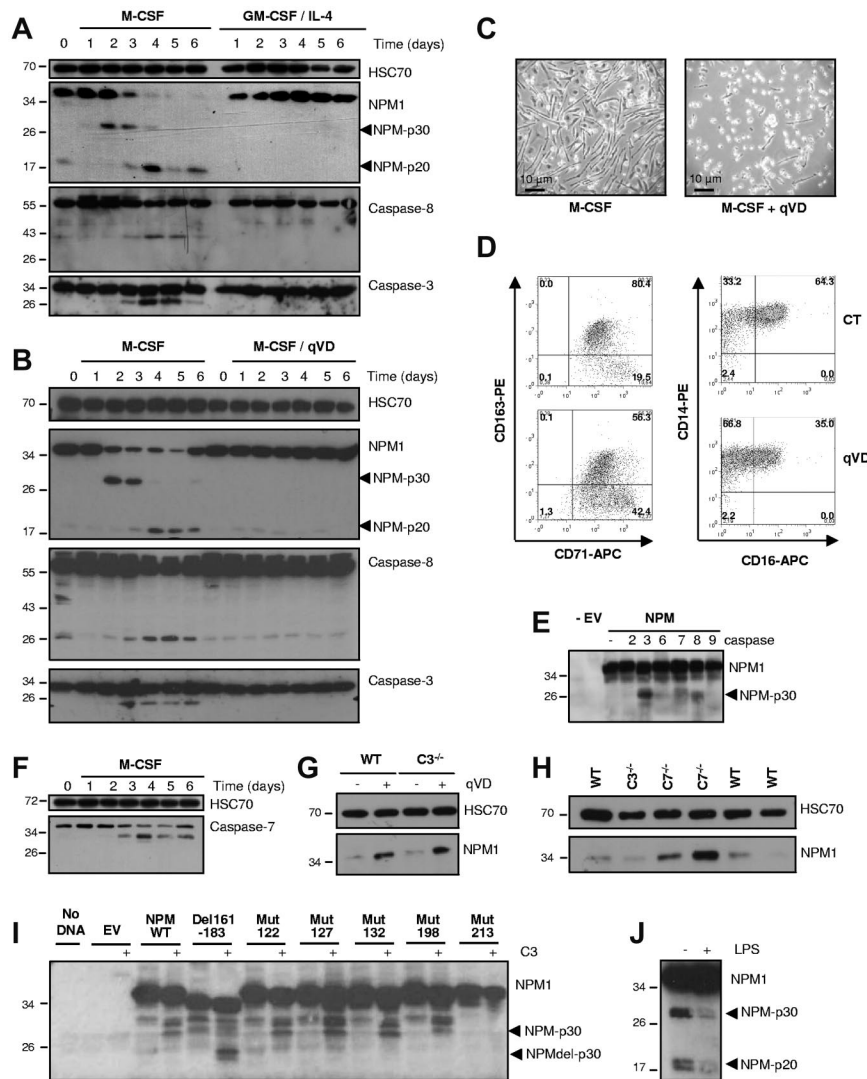 A
M-CSF GM-CSF / IL-4
0 1 2 3 4 5 6 1 2 3 4 5 6 Time (days)
70 HSC70
34 NPM1
26 NPM-p30
17 NPM-p20
55 Caspase-8
43
26
34 Caspase-3
26
B
M-CSF M-CSF / qVD
0 1 2 3 4 5 6 0 1 2 3 4 5 6 Time (days)
70 HSC70
34 NPM1
26 NPM-p30
17 NPM-p20
55 Caspase-8
43
26
34 Caspase-3
26
C
10 µm 10 µm
M-CSF M-CSF + qVD
D
0.0 80.4 33.2 64.3
CT
0.1 19.5 2.4 0.0
CD163-PE CD14-PE
0.1 56.3 66.8 35.0
qVD
1.3 42.4 2.2 0.0
CD71-APC CD16-APC
E
- EV NPM
- 2 3 6 7 8 9 caspase
34 NPM1
26 NPM-p30
F
M-CSF
0 1 2 3 4 5 6 Time (days)
72 HSC70
34 Caspase-7
26
G
WT C3-/-
- + - + qVD
70 HSC70
34 NPM1
H
WT C3-/- C7-/- C7-/- WT WT
70 HSC70
34 NPM1
I
No DNA EV NPM WT Del161 -183 Mut 122 Mut 127 Mut 132 Mut 198 Mut 213
+ + + + + + + + C3
34 NPM1
26 NPM-p30
NPMdel-p30
J
- + LPS
34 NPM1
26 NPM-p30
17 NPM-p20